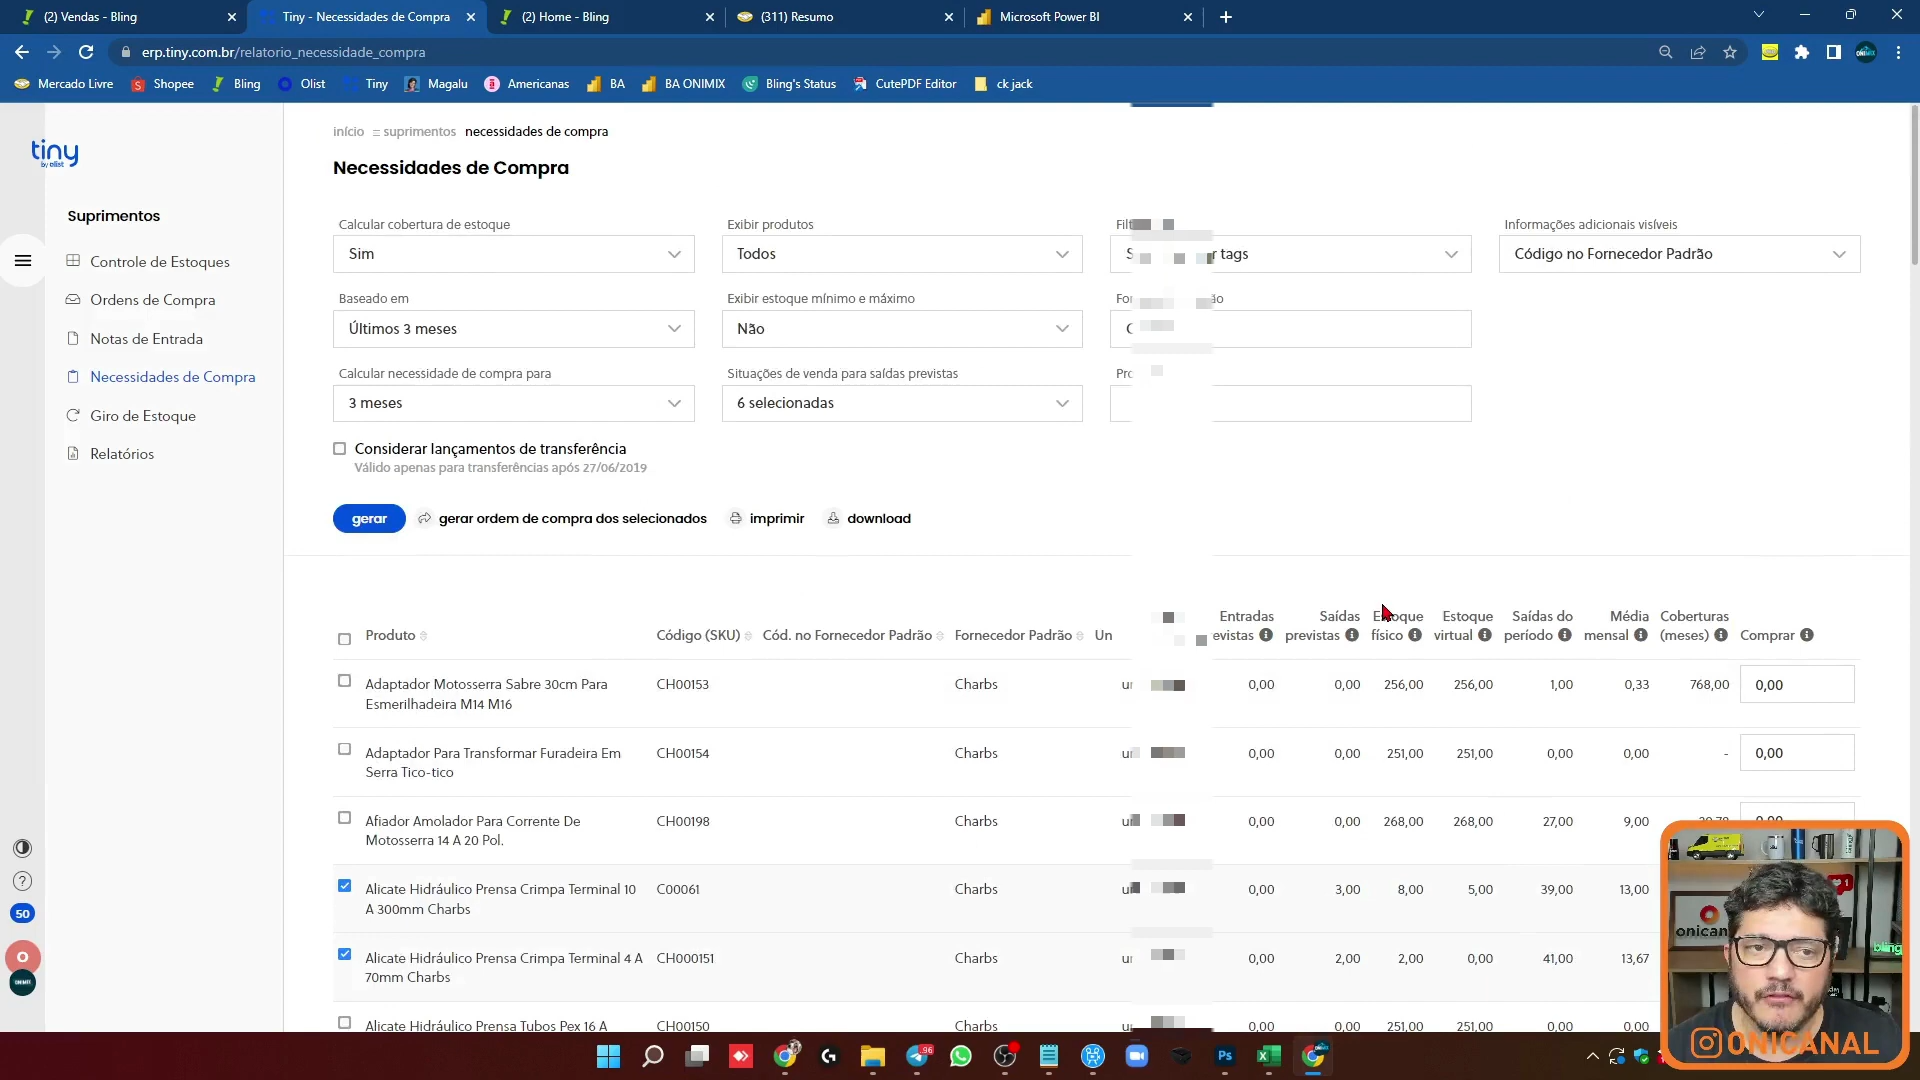 (2) Vendas - Bling
Tiny - Necessidades de Compra
(2) Home - Bling
(311) Resumo
Microsoft Power BI
erp.tiny.com.br/relatorio_necessidade_compra
Mercado Livre Shopee Bling Olist Tiny Magalu Americanas BA BA ONIMIX Bling's Status CutePDF Editor ck jack
tiny
by olist
Suprimentos
Controle de Estoques
Ordens de Compra
Notas de Entrada
Necessidades de Compra
Giro de Estoque
Relatórios
50
O
início suprimentos necessidades de compra
Necessidades de Compra
Calcular cobertura de estoque
Sim
Exibir produtos
Todos
tags
Informações adicionais visíveis
Código no Fornecedor Padrão
Baseado em
Últimos 3 meses
Exibir estoque mínimo e máximo
Não
Calcular necessidade de compra para
3 meses
Situações de venda para saídas previstas
6 selecionadas
Considerar lançamentos de transferência
Válido apenas para transferências após 27/06/2019
gerar gerar ordem de compra dos selecionados imprimir download
Produto Código (SKU) Cód. no Fornecedor Padrão Fornecedor Padrão Un Entradas Saídas previstas físico Estoque virtual Saídas do período Média mensal Coberturas (meses) Comprar
Adaptador Motosserra Sabre 30cm Para CH00153 Charbs 0,00 0,00 256,00 256,00 1,00 0,33 768,00 0,00
Esmerilhadeira M14 M16
Adaptador Para Transformar Furadeira Em CH00154 Charbs 0,00 0,00 251,00 251,00 0,00 0,00 - 0,00
Serra Tico-tico
Afiador Amolador Para Corrente De CH00198 Charbs 0,00 0,00 268,00 268,00 27,00 9,00
Motosserra 14 A 20 Pol.
Alicate Hidráulico Prensa Crimpa Terminal 10 C00061 Charbs 0,00 3,00 8,00 5,00 39,00 13,00
A 300mm Charbs
Alicate Hidráulico Prensa Crimpa Terminal 4 A CH000151 Charbs 0,00 2,00 2,00 0,00 41,00 13,67
70mm Charbs
Alicate Hidráulico Prensa Tubos Pex 16 A CH00150 Charbs 0,00 0,00 251,00 251,00 0,00 0,00
bling
ONICANAL
96
Ps